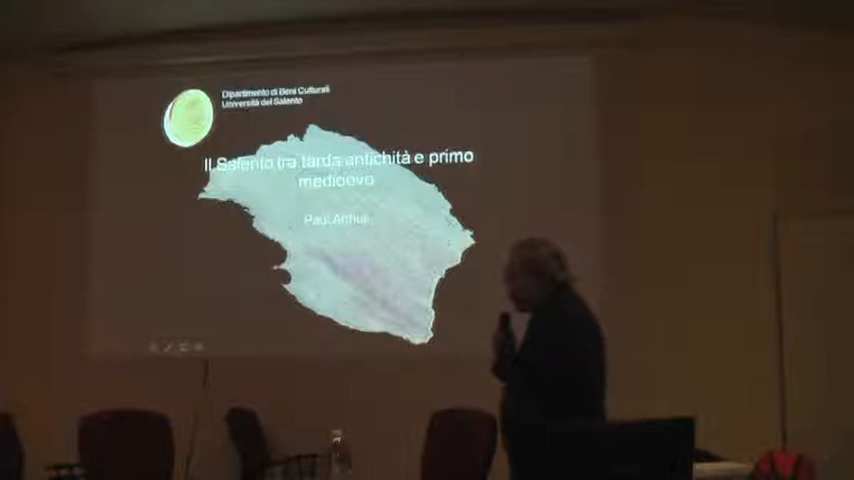 Dipartimento di Beni Culturali
Università del Salento
Il Salento tra tarda antichità e primo
medioevo
Paul Arthur